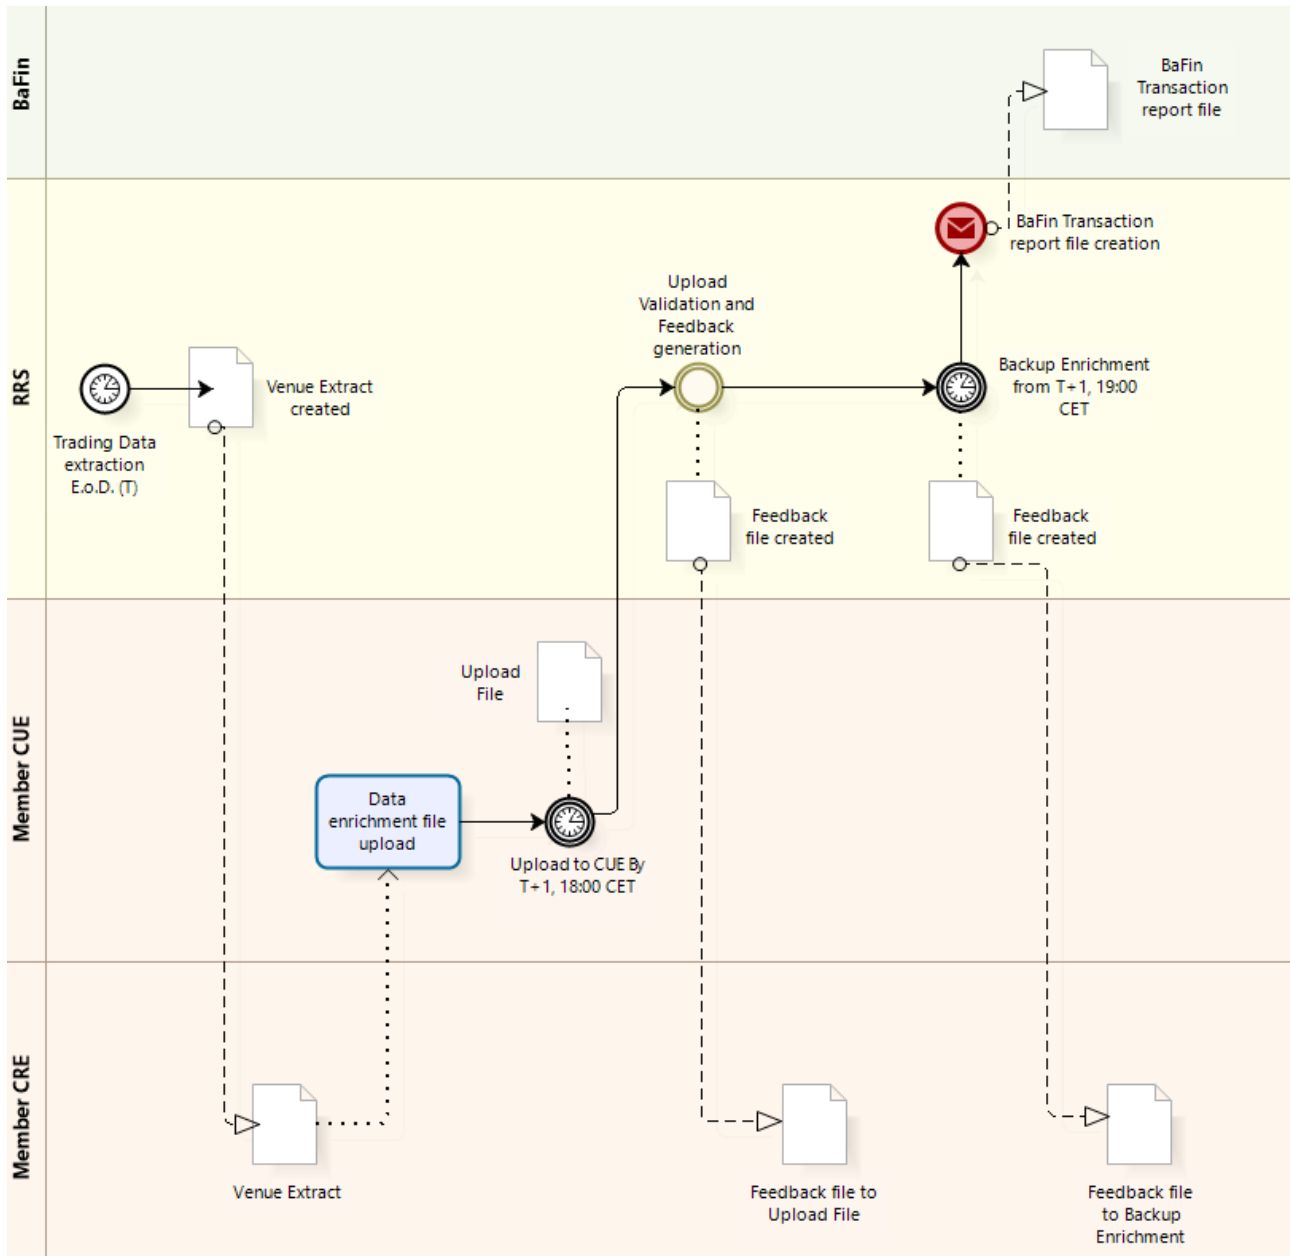 BaFin
BaFin
Transaction
report file
RRS
BaFin Transaction
report file creation
Upload
Validation and
Feedback
generation
Backup Enrichment
from T+1, 19:00
CET
Venue Extract
created
Trading Data
extraction
E.o.D. (T)
Feedback
file created
Feedback
file created
Member CUE
Upload
File
Data
enrichment file
upload
Upload to CUE By
T+1, 18:00 CET
Member CRE
Venue Extract
Feedback file to
Upload File
Feedback file
to Backup
Enrichment